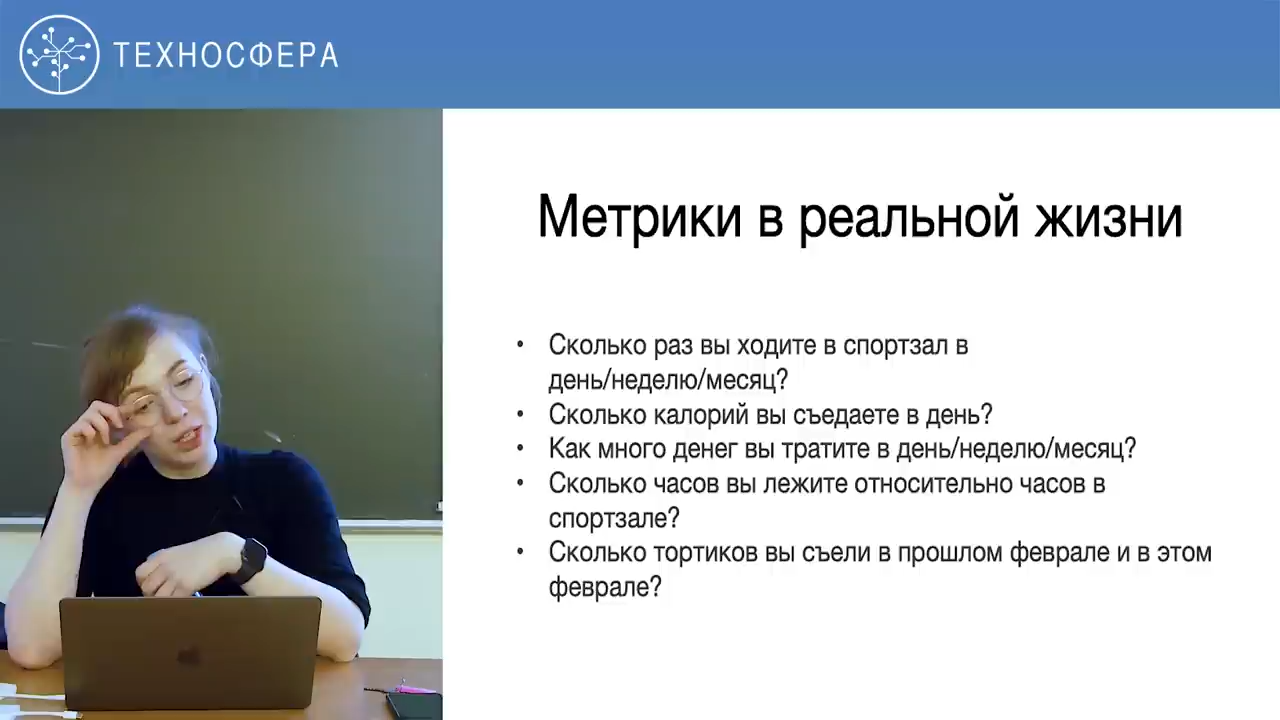 ТЕХНОСФЕРА
Метрики в реальной жизни
• Сколько раз вы ходите в спортзал в
день/неделю/месяц?
• Сколько калорий вы съедаете в день?
• Как много денег вы тратите в день/неделю/месяц?
• Сколько часов вы лежите относительно часов в
спортзале?
• Сколько тортиков вы съели в прошлом феврале и в этом
феврале?